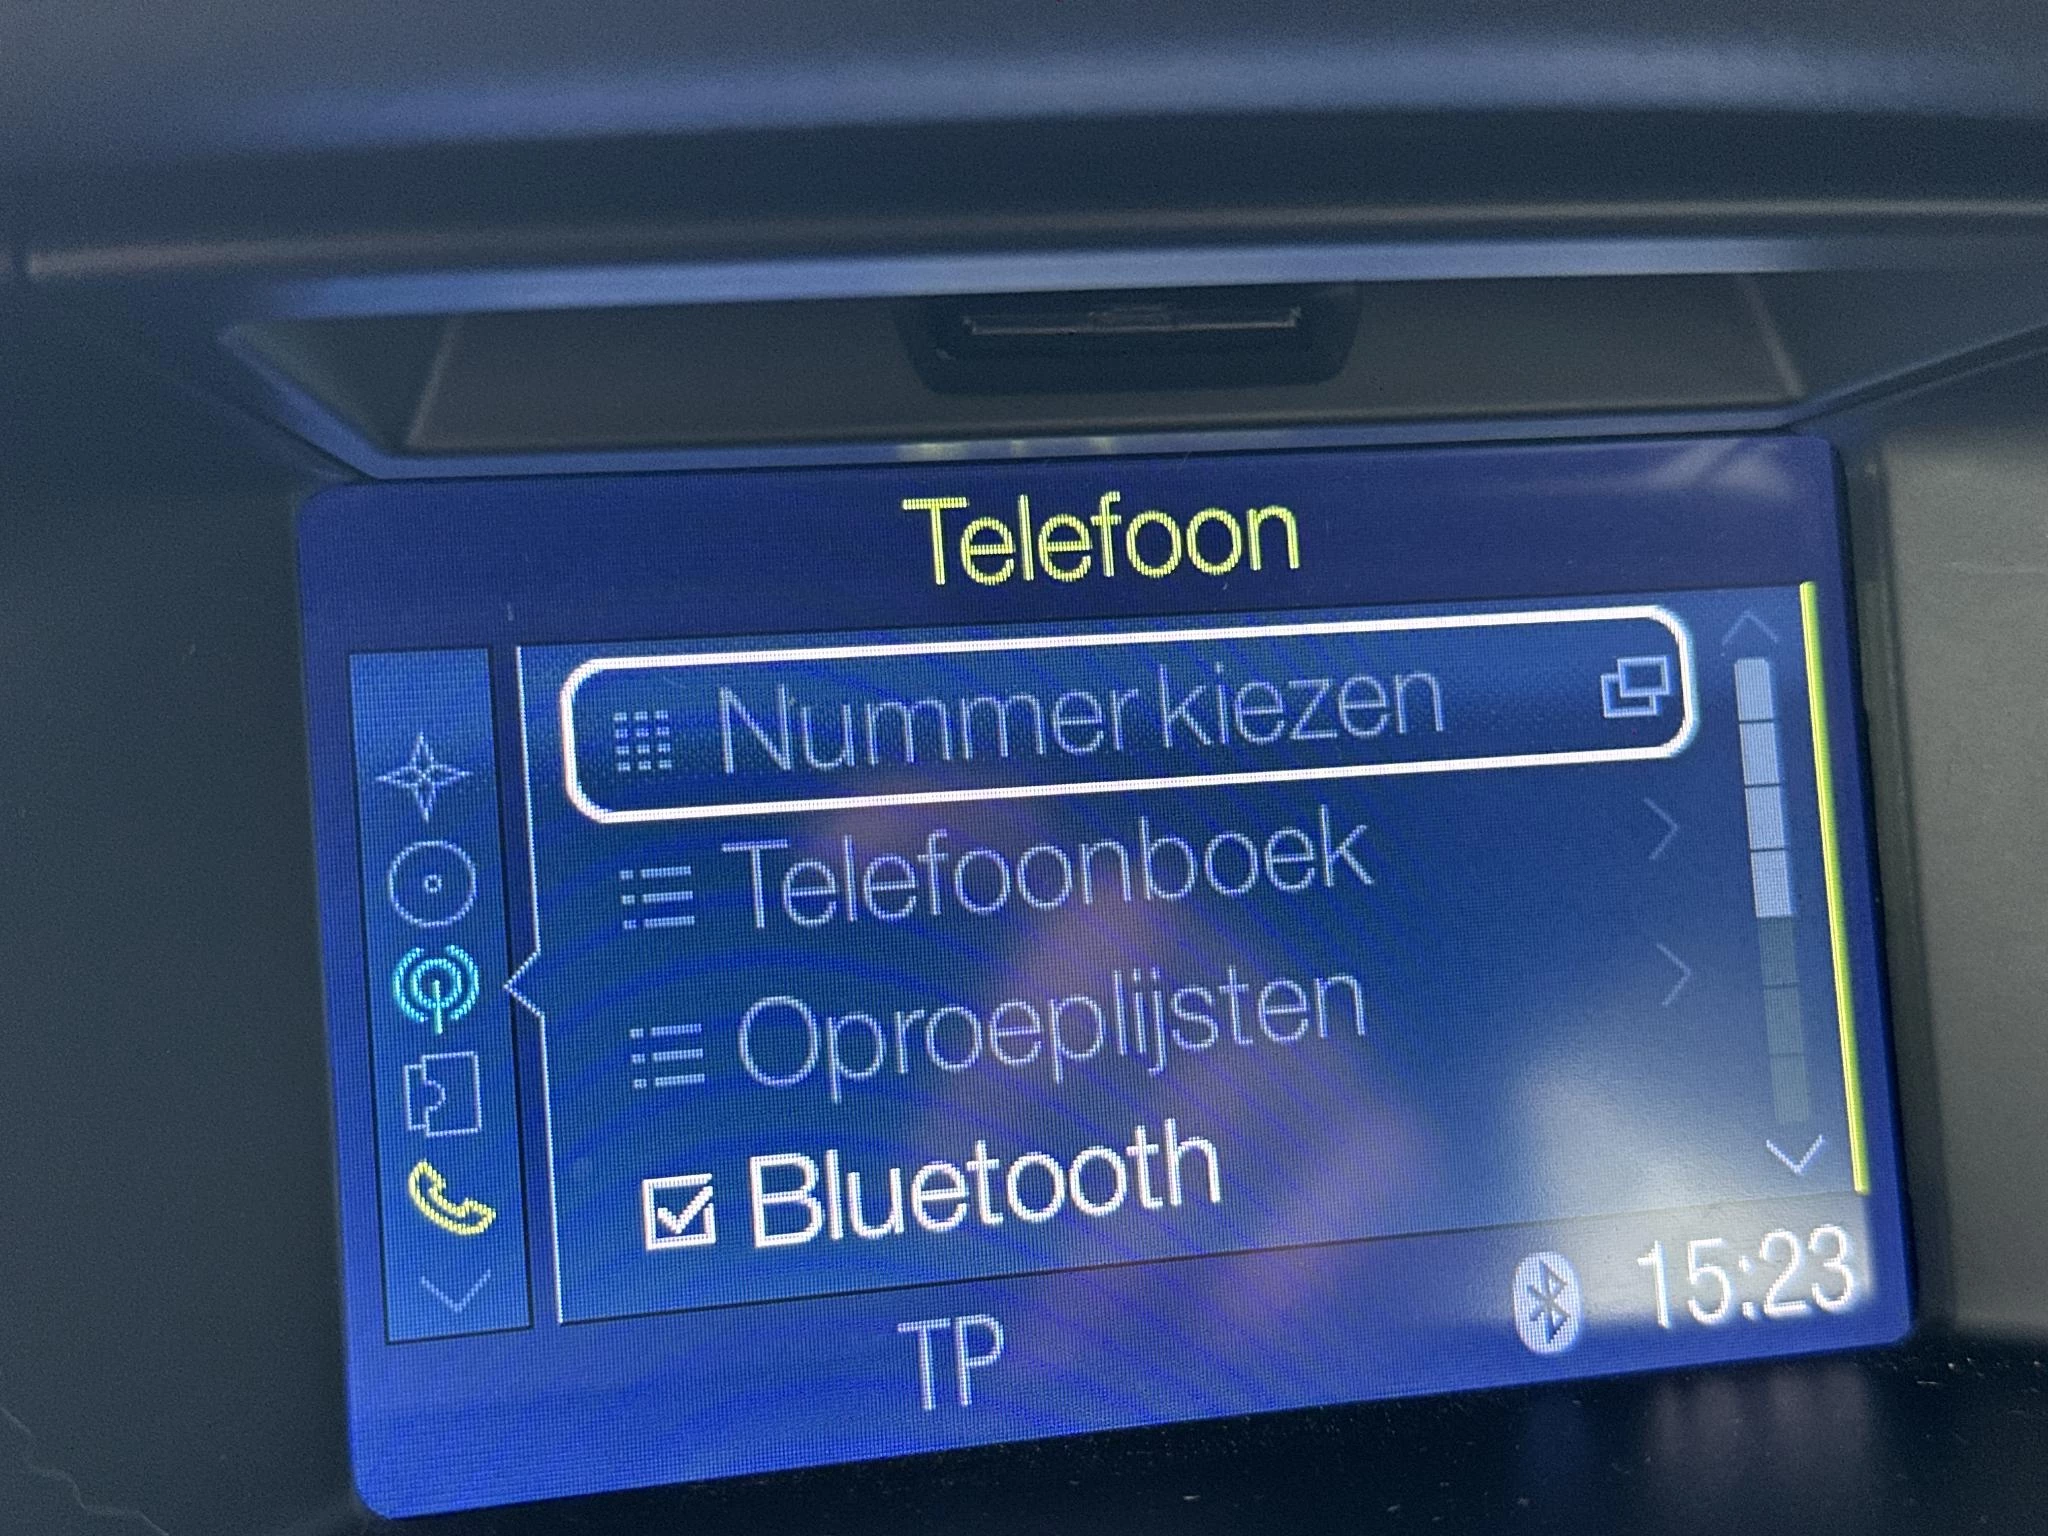 Telefoon
Nummer kiezen
Telefoonboek
Oproeplijsten
Bluetooth
TP
15:23